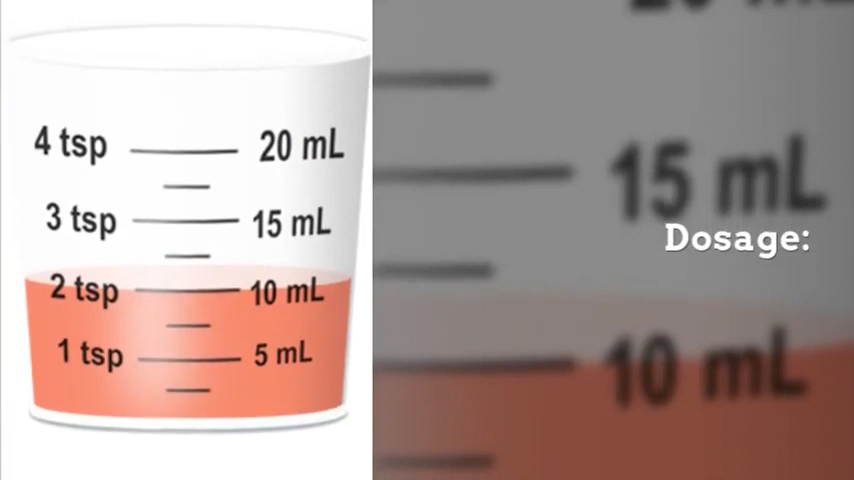 4 tsp 20 mL
3 tsp 15 mL
2 tsp 10 mL
1 tsp 5 mL
15 mL
Dosage:
10 mL